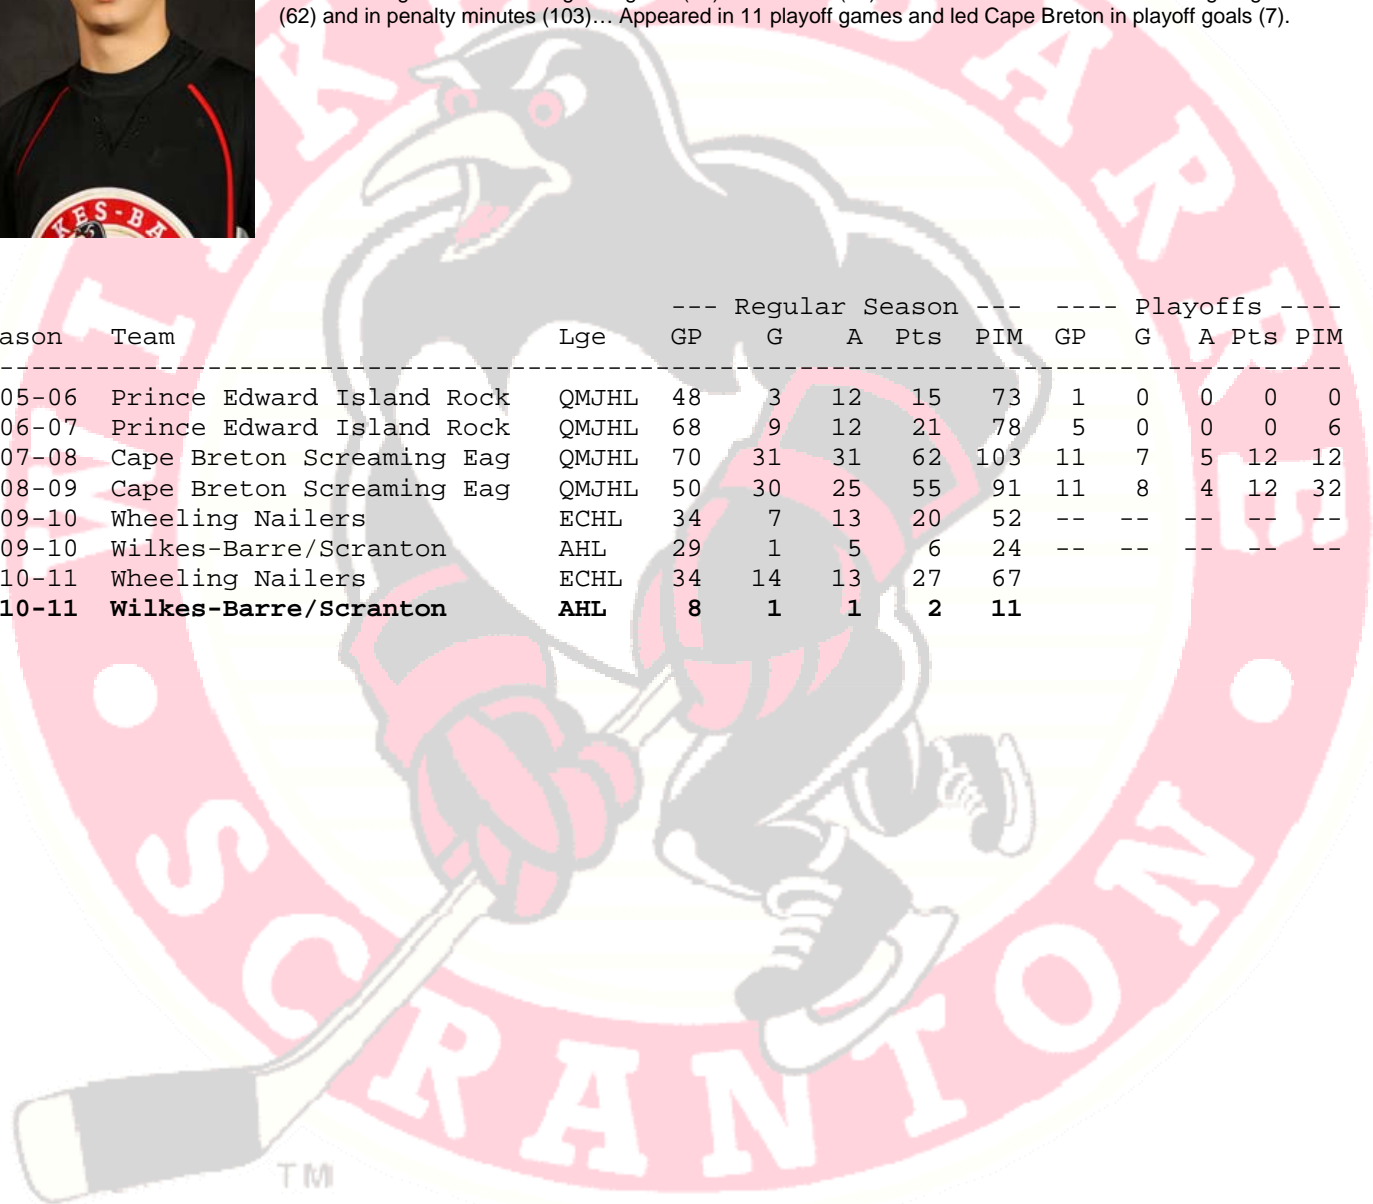 (62) and in penalty minutes (103)… Appeared in 11 playoff games and led Cape Breton in playoff goals (7).
KES-BA
WILKES-BARRE
--- Regular Season --- ---- Playoffs ----
ason Team Lge GP G A Pts PIM GP G A Pts PIM
------------------------------------------------------------------------------------
05-06 Prince Edward Island Rock QMJHL 48 3 12 15 73 1 0 0 0 0
06-07 Prince Edward Island Rock QMJHL 68 9 12 21 78 5 0 0 0 6
07-08 Cape Breton Screaming Eag QMJHL 70 31 31 62 103 11 7 5 12 12
08-09 Cape Breton Screaming Eag QMJHL 50 30 25 55 91 11 8 4 12 32
09-10 Wheeling Nailers ECHL 34 7 13 20 52 -- -- -- -- --
09-10 Wilkes-Barre/Scranton AHL 29 1 5 6 24 -- -- -- -- --
10-11 Wheeling Nailers ECHL 34 14 13 27 67
10-11 Wilkes-Barre/Scranton AHL 8 1 1 2 11
SCRANTON
TM